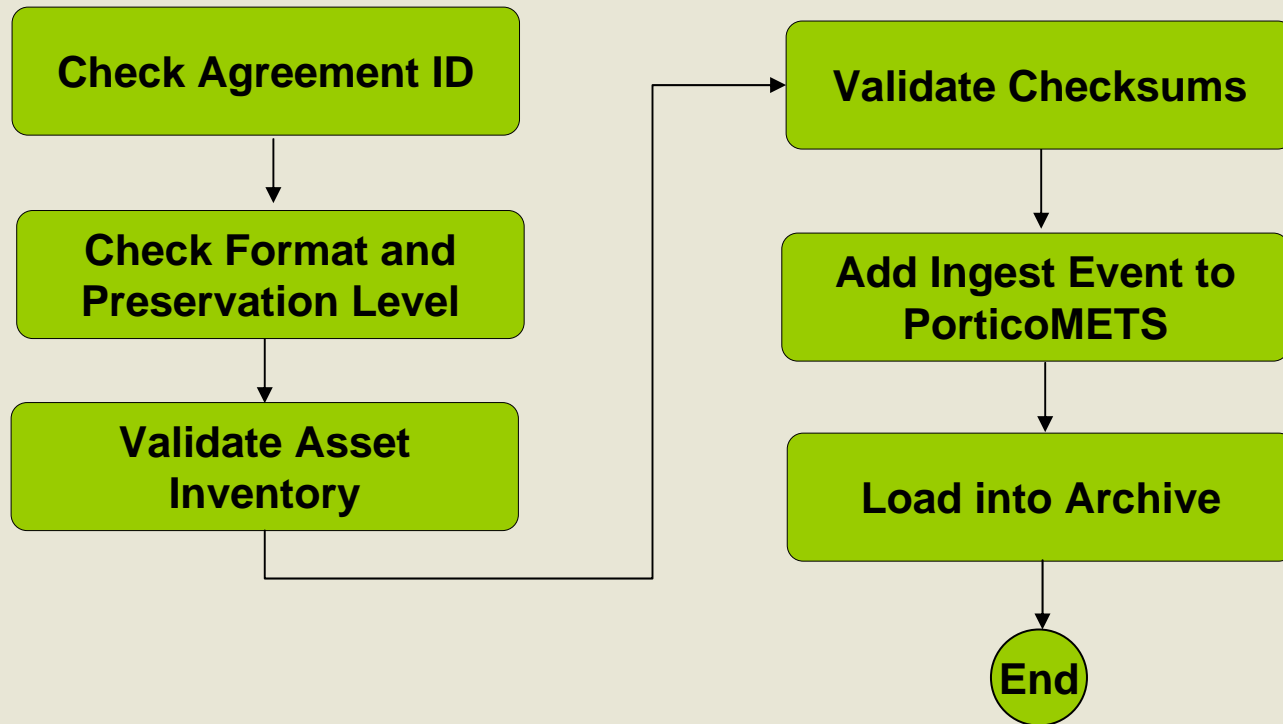 Check Agreement ID
Check Format and
Preservation Level
Validate Asset
Inventory
Validate Checksums
Add Ingest Event to
PorticoMETS
Load into Archive
End